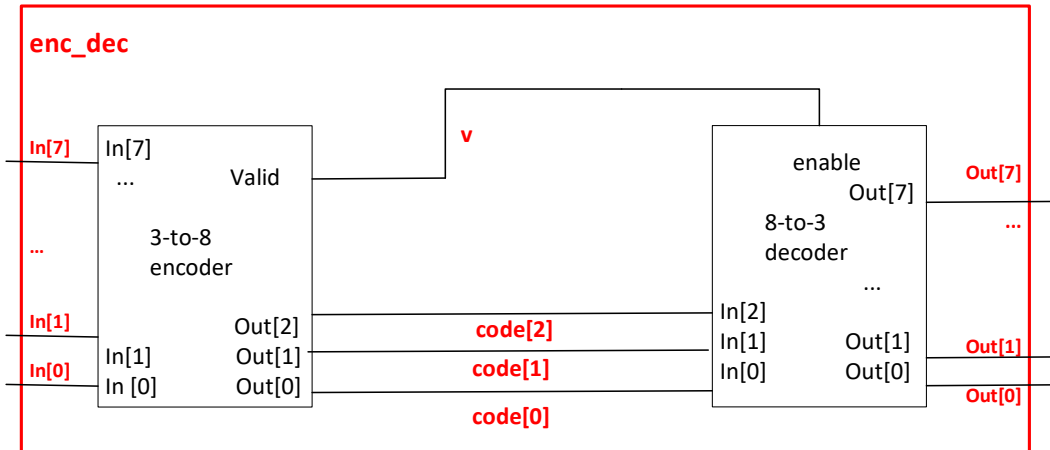 enc_dec
In[7]
In[7]
...
Valid
v
enable
Out[7]
Out[7]
...
...
3-to-8
encoder
8-to-3
decoder
...
In[1]
In[1]
In[0]
In [0]
Out[2]
Out[1]
Out[0]
code[2]
code[1]
code[0]
In[2]
In[1]
In[0]
Out[1]
Out[0]
Out[1]
Out[0]